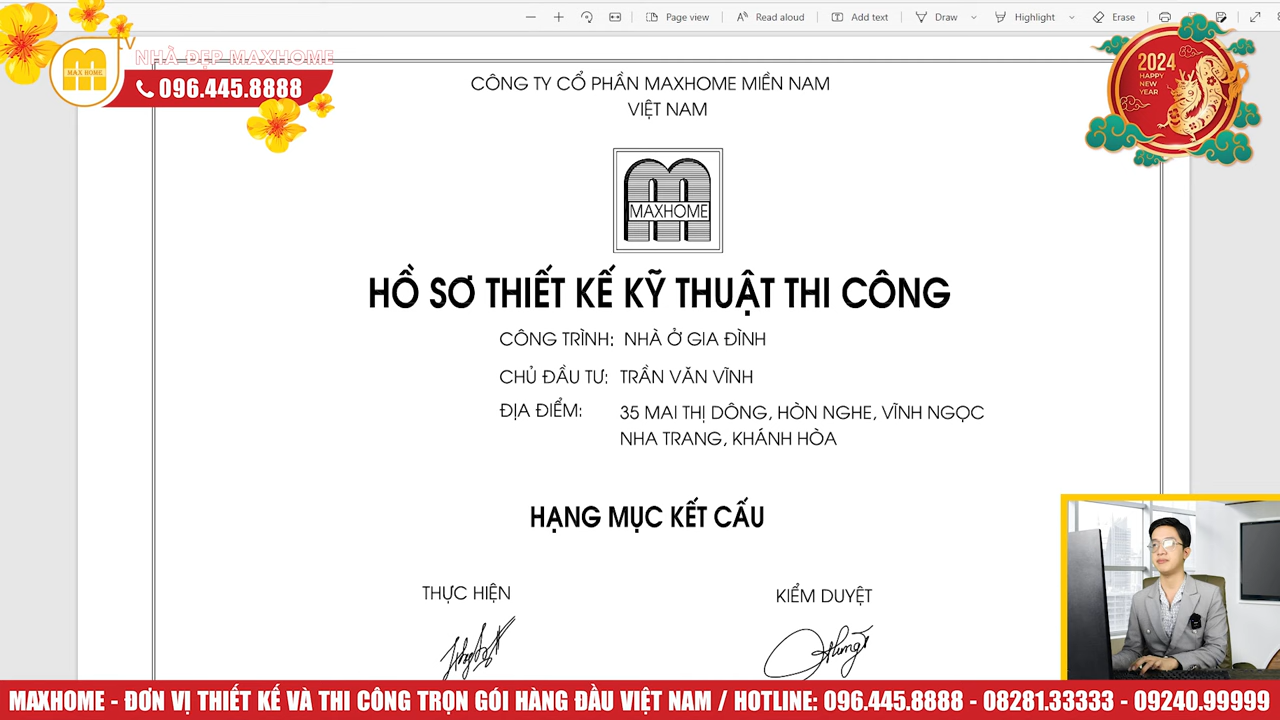 Page view
Read aloud
Add text
Draw
Highlight
Erase
TV
NHÀ ĐẸP MAXHOME
MAX HOME
096.445.8888
2024
HAPPY
NEW
YEAR
CÔNG TY CỔ PHẦN MAXHOME MIỀN NAM
VIỆT NAM
MAXHOME
HỒ SƠ THIẾT KẾ KỸ THUẬT THI CÔNG
CÔNG TRÌNH: NHÀ Ở GIA ĐÌNH
CHỦ ĐẦU TƯ: TRẦN VĂN VĨNH
ĐỊA ĐIỂM: 35 MAI THỊ DÔNG, HÒN NGHE, VĨNH NGỌC
NHA TRANG, KHÁNH HÒA
HẠNG MỤC KẾT CẤU
THỰC HIỆN
KIỂM DUYỆT
MAXHOME - ĐƠN VỊ THIẾT KẾ VÀ THI CÔNG TRỌN GÓI HÀNG ĐẦU VIỆT NAM / HOTLINE: 096.445.8888 - 08281.33333 - 09240.99999